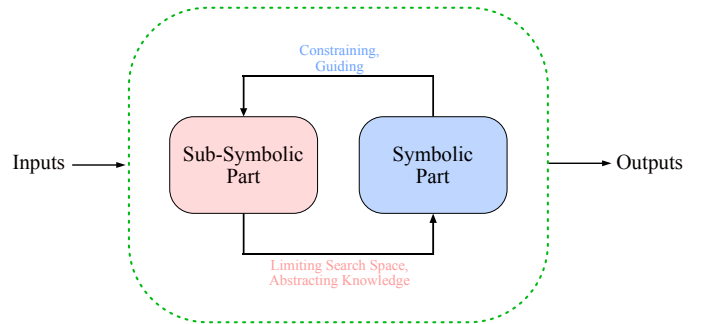 Constraining,
Guiding
Inputs
Sub-Symbolic
Part
Symbolic
Part
Outputs
Limiting Search Space,
Abstracting Knowledge